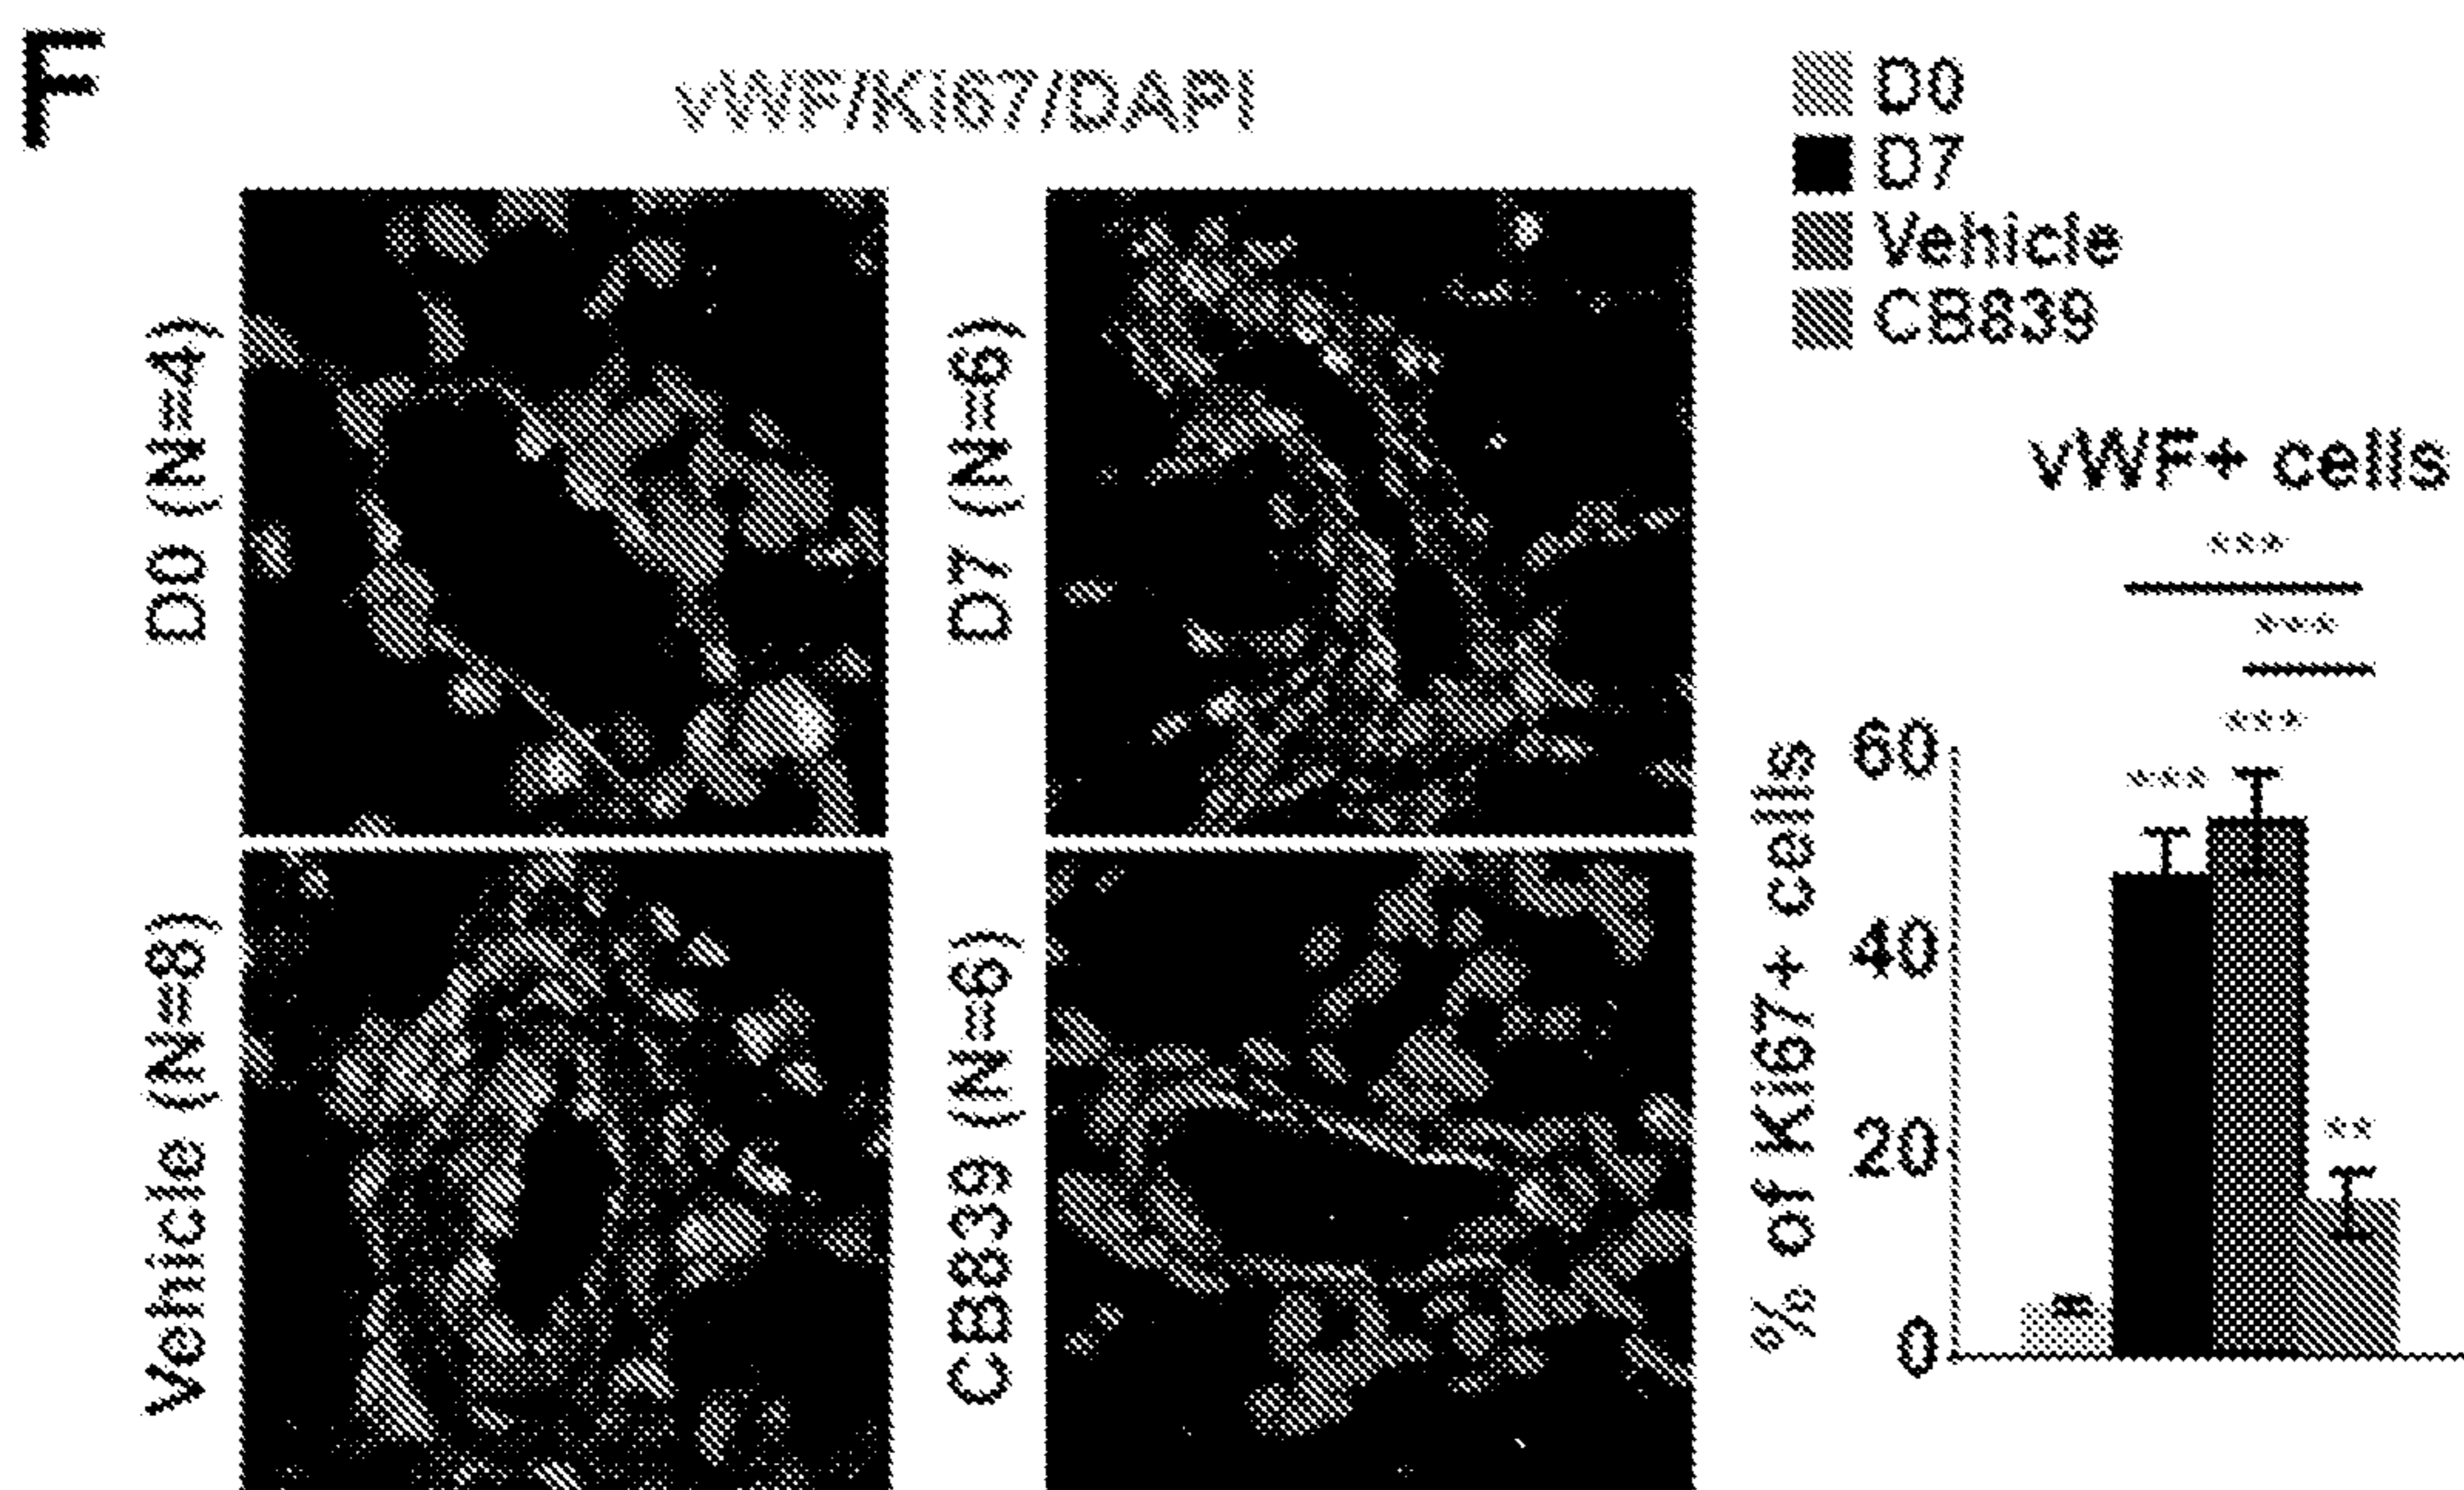 F
vWF/Ki67/DAPI
D0
D7
Vehicle
CB839
D0 (N=4)
D7 (N=6)
Vehicle (N=8)
CB839 (N=6)
vWF+ cells
***
***
***
***
**
% of Ki67+ cells
60
40
20
0